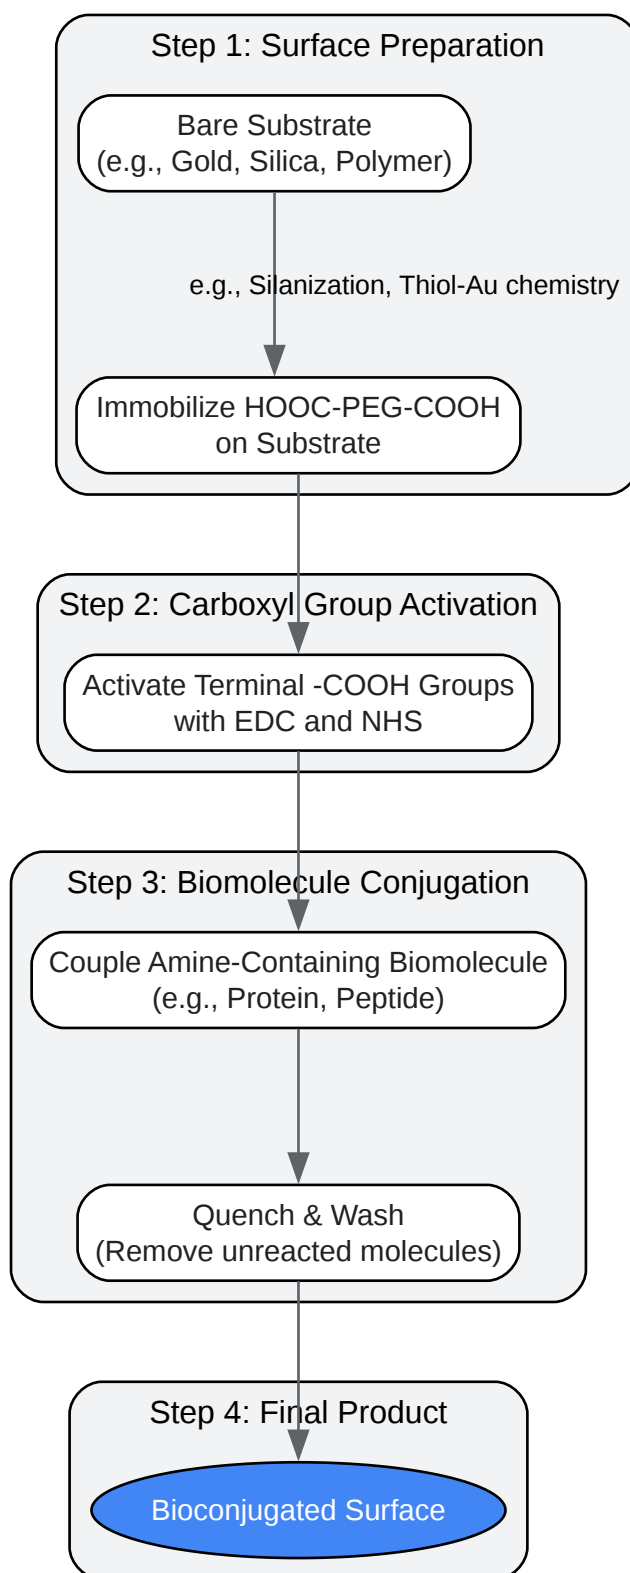 Step 1: Surface Preparation
Bare Substrate
(e.g., Gold, Silica, Polymer)
e.g., Silanization, Thiol-Au chemistry
Immobilize HOOC-PEG-COOH
on Substrate
Step 2: Carboxyl Group Activation
Activate Terminal -COOH Groups
with EDC and NHS
Step 3: Biomolecule Conjugation
Couple Amine-Containing Biomolecule
(e.g., Protein, Peptide)
Quench & Wash
(Remove unreacted molecules)
Step 4: Final Product
Bioconjugated Surface